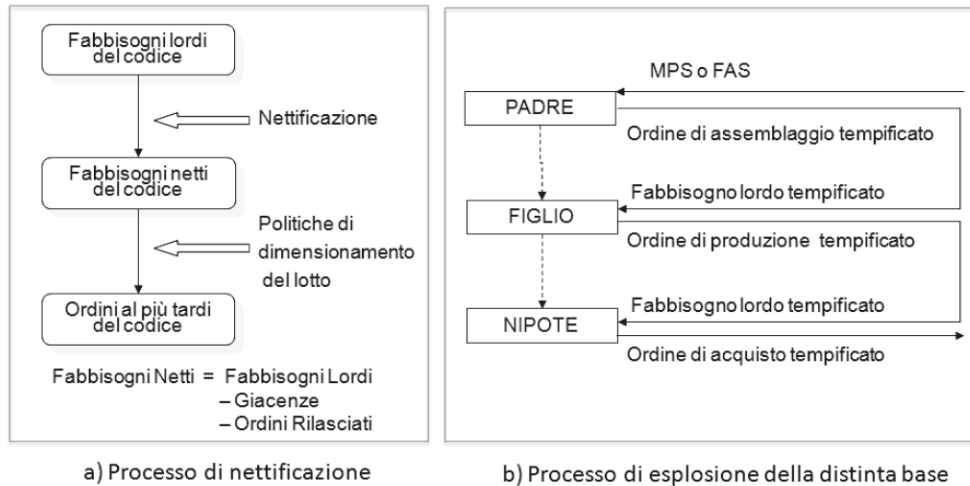 Fabbisogni lordi
del codice
Nettificazione
Fabbisogni netti
del codice
Politiche di
dimensionamento
del lotto
Ordini al più tardi
del codice
Fabbisogni Netti = Fabbisogni Lordi
– Giacenze
– Ordini Rilasciati
a) Processo di nettificazione
MPS o FAS
PADRE
Ordine di assemblaggio tempificato
Fabbisogno lordo tempificato
FIGLIO
Ordine di produzione tempificato
Fabbisogno lordo tempificato
NIPOTE
Ordine di acquisto tempificato
b) Processo di esplosione della distinta base